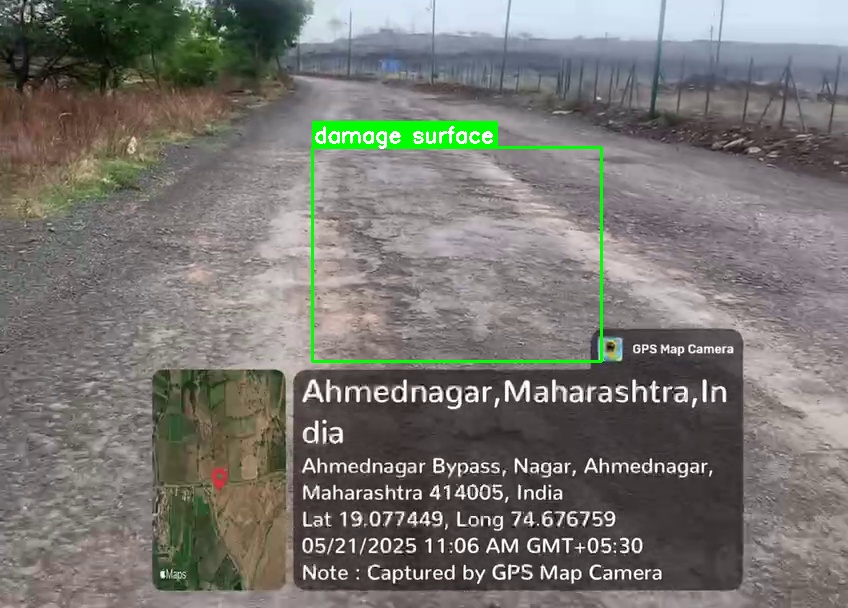 damage surface
GPS Map Camera
Ahmednagar,Maharashtra,In
dia
Ahmednagar Bypass, Nagar, Ahmednagar,
Maharashtra 414005, India
Lat 19.077449, Long 74.676759
05/21/2025 11:06 AM GMT+05:30
Note : Captured by GPS Map Camera
Maps